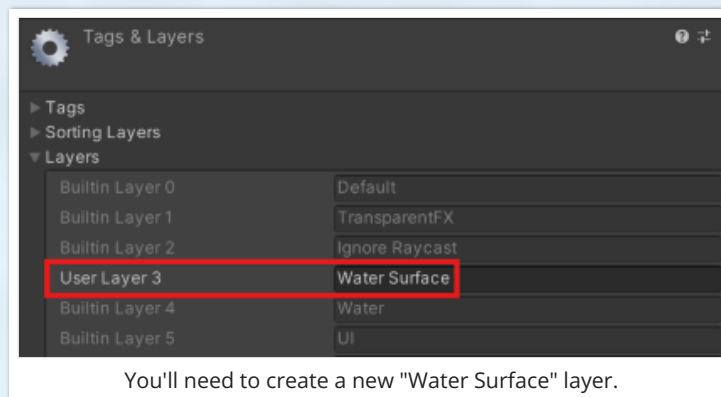 Tags & Layers
Tags
Sorting Layers
Layers
Builtin Layer 0 Default
Builtin Layer 1 TransparentFX
Builtin Layer 2 Ignore Raycast
User Layer 3 Water Surface
Builtin Layer 4 Water
Builtin Layer 5 UI
You'll need to create a new "Water Surface" layer.